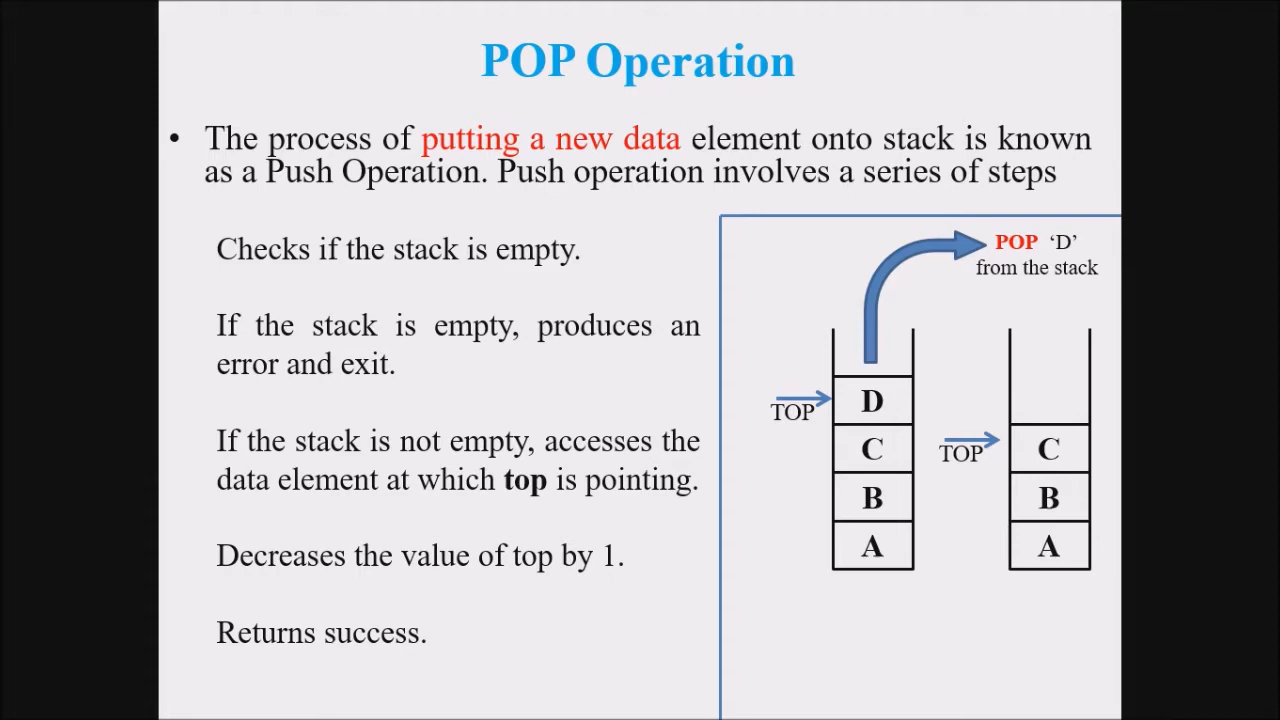 POP Operation
• The process of putting a new data element onto stack is known
as a Push Operation. Push operation involves a series of steps
Checks if the stack is empty.
If the stack is empty, produces an
error and exit.
If the stack is not empty, accesses the
data element at which top is pointing.
Decreases the value of top by 1.
Returns success.
POP ‘D’
from the stack
TOP
D
C
B
A
TOP
C
B
A